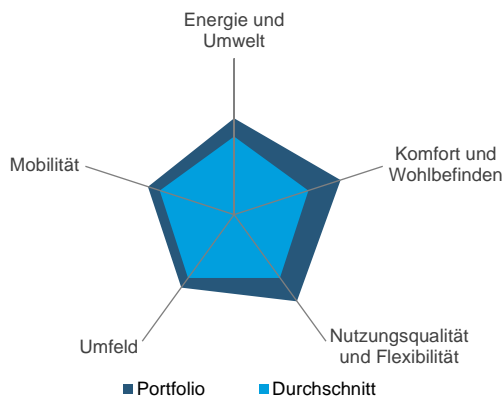 Energie und
Umwelt
Komfort und
Wohlbefinden
Mobilität
Nutzungsqualität
und Flexibilität
Umfeld
Portfolio
Durchschnitt